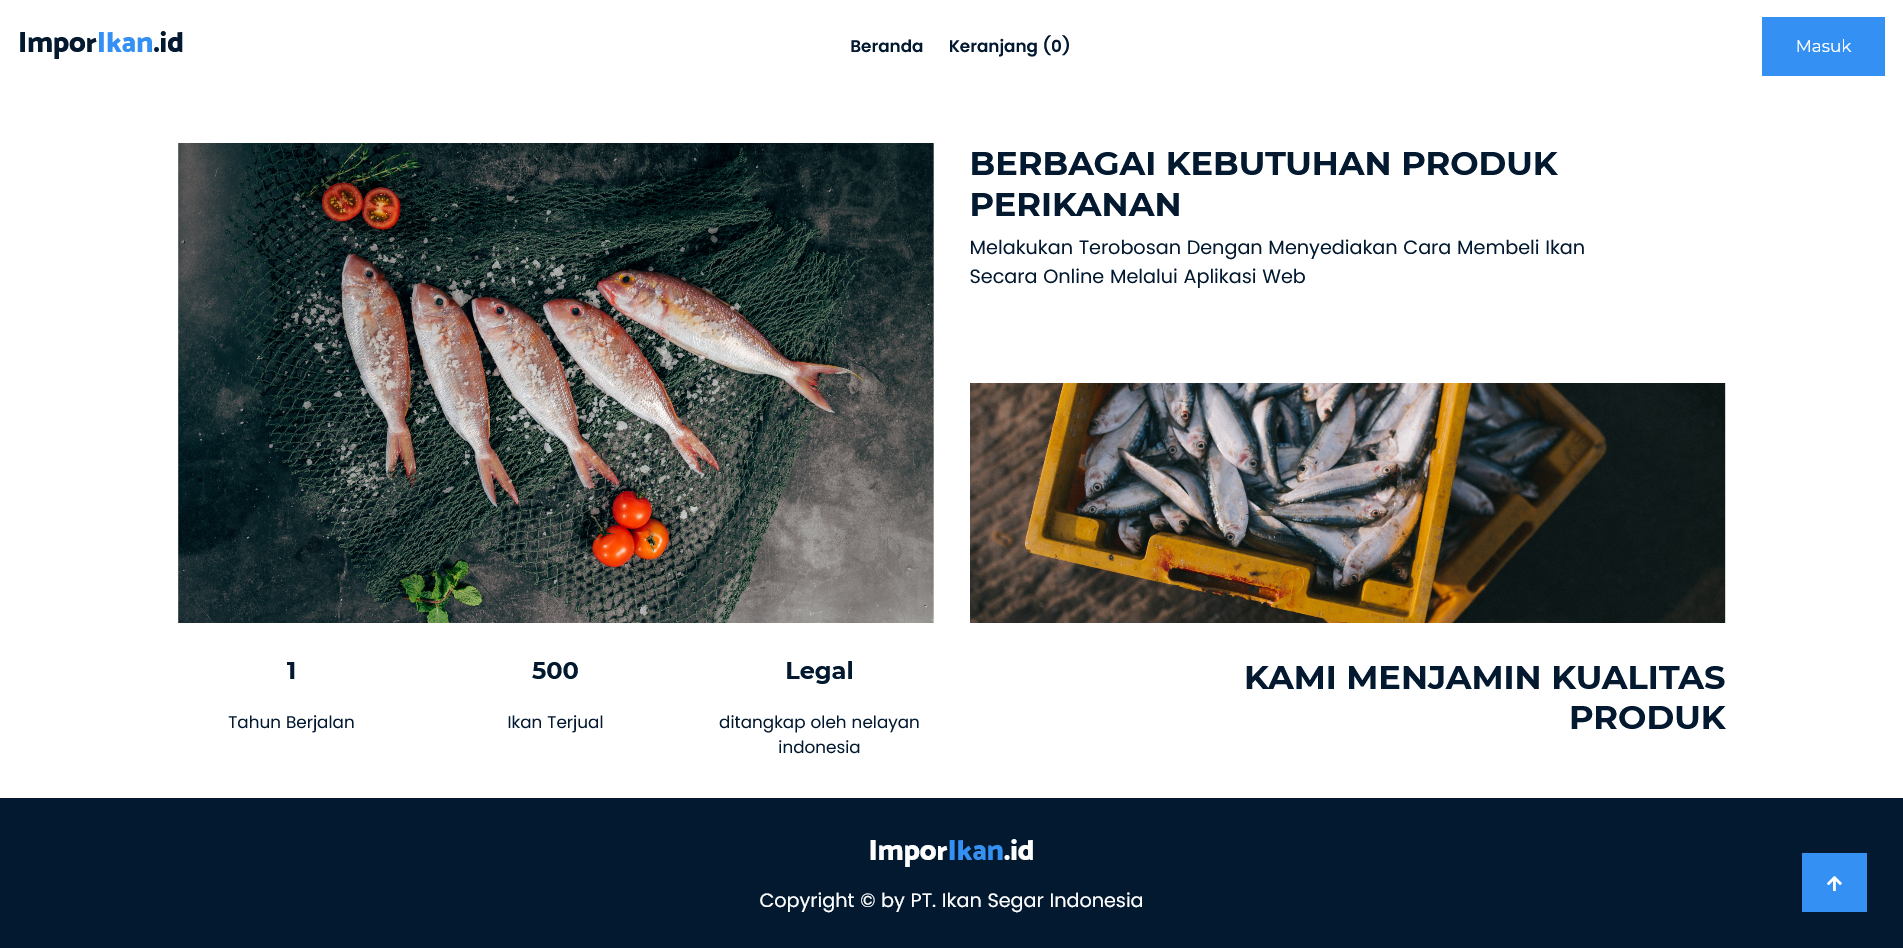 ImporIkan.id
Beranda Keranjang (0)
Masuk
BERBAGAI KEBUTUHAN PRODUK
PERIKANAN
Melakukan Terobosan Dengan Menyediakan Cara Membeli Ikan
Secara Online Melalui Aplikasi Web
1
Tahun Berjalan
500
Ikan Terjual
Legal
ditangkap oleh nelayan
indonesia
KAMI MENJAMIN KUALITAS
PRODUK
ImporIkan.id
Copyright © by PT. Ikan Segar Indonesia